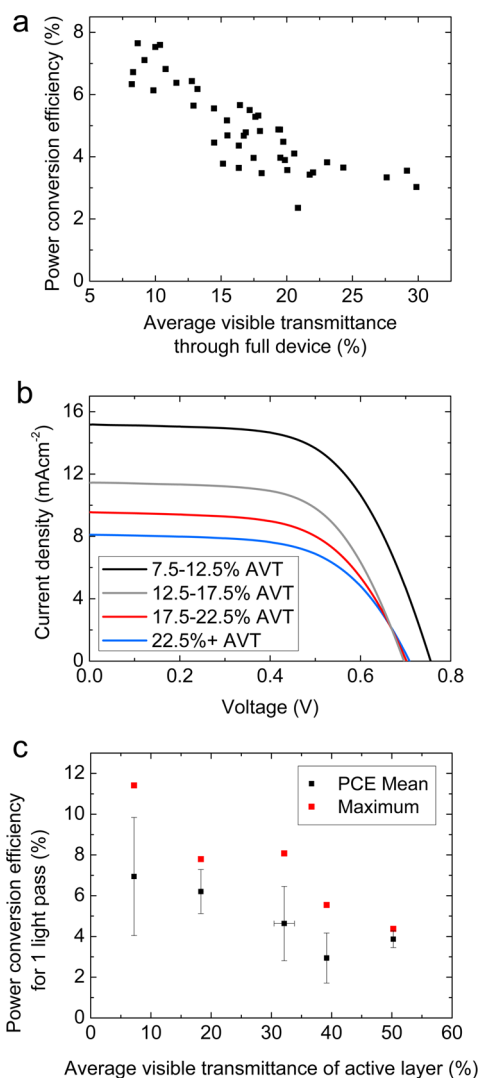 a
Power conversion efficiency (%)
8
6
4
2
0
5 10 15 20 25 30
Average visible transmittance
through full device (%)
b
Current density (mAcm-2)
16
12
8
4
0
7.5-12.5% AVT
12.5-17.5% AVT
17.5-22.5% AVT
22.5%+ AVT
0.0 0.2 0.4 0.6 0.8
Voltage (V)
c
Power conversion efficiency
for 1 light pass (%)
12
10
8
6
4
2
0
PCE Mean
Maximum
0 10 20 30 40 50 60
Average visible transmittance of active layer (%)